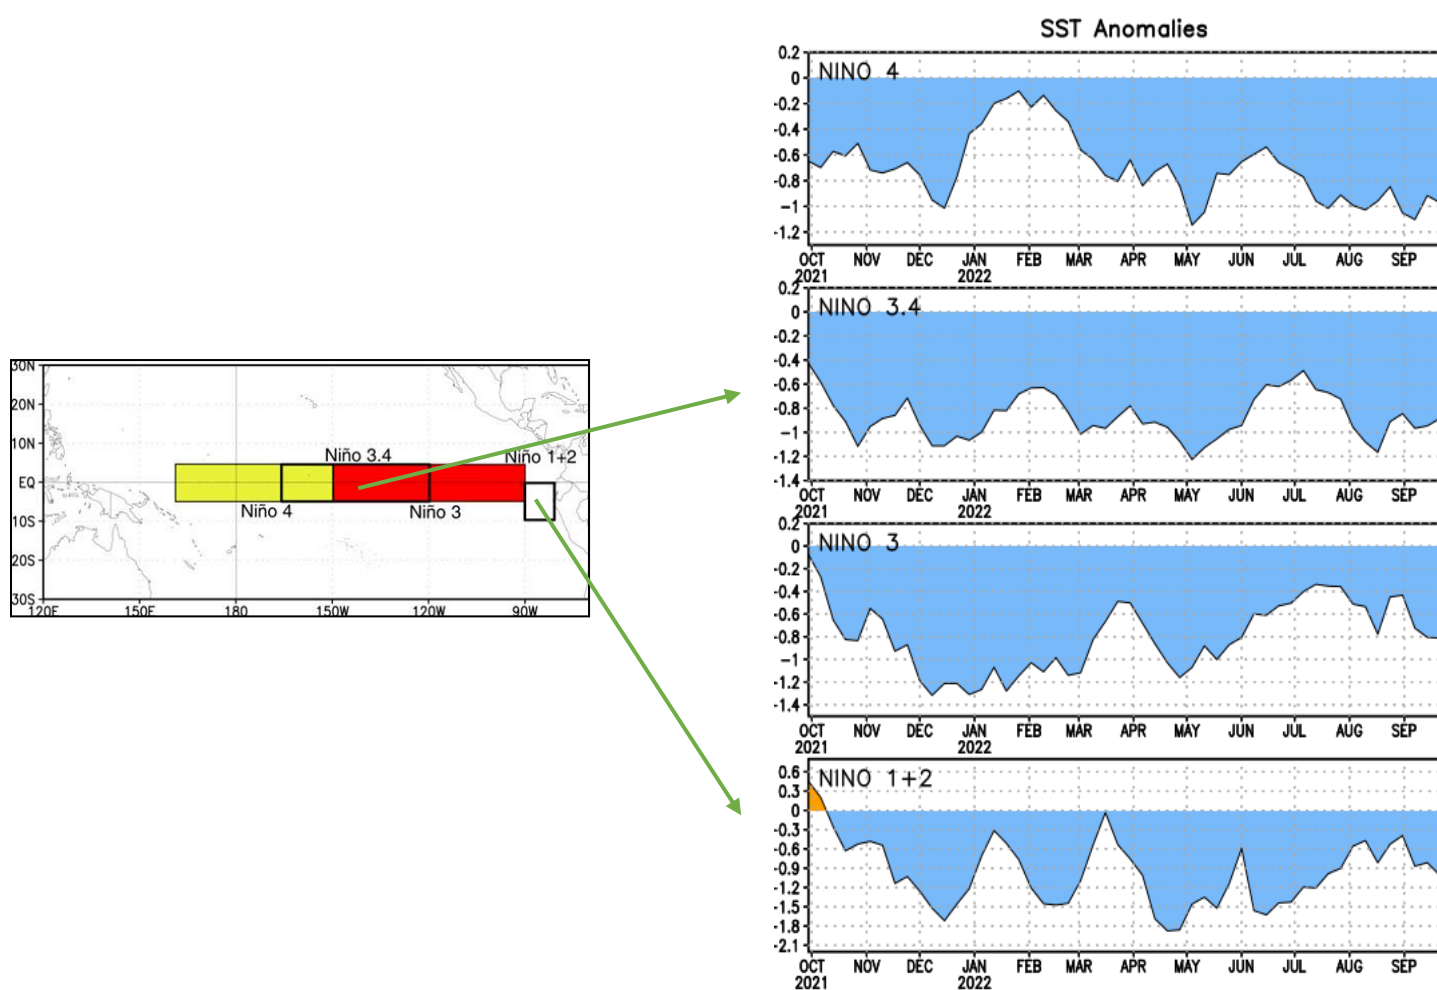 SST Anomalies
0.2
NINO 4
0
-0.2
-0.4
-0.6
-0.8
-1
-1.2
OCT NOV DEC JAN FEB MAR APR MAY JUN JUL AUG SEP
2021 2022
0.2
NINO 3.4
0
-0.2
-0.4
-0.6
-0.8
-1
-1.2
-1.4
OCT NOV DEC JAN FEB MAR APR MAY JUN JUL AUG SEP
2021 2022
0.2
NINO 3
0
-0.2
-0.4
-0.6
-0.8
-1
-1.2
-1.4
OCT NOV DEC JAN FEB MAR APR MAY JUN JUL AUG SEP
2021 2022
0.6
NINO 1+2
0.3
0
-0.3
-0.6
-0.9
-1.2
-1.5
-1.8
-2.1
OCT NOV DEC JAN FEB MAR APR MAY JUN JUL AUG SEP
2021 2022
30N
20N
10N
Niño 3.4 Niño 1+2
EQ
Niño 4 Niño 3
10S
20S
30S
120E 150E 180 150W 120W 90W